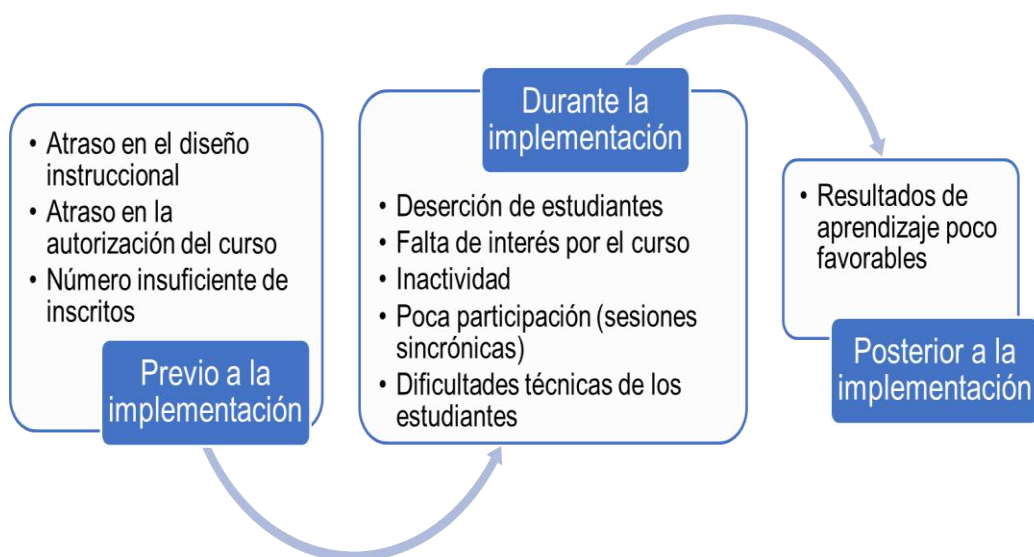 • Atraso en el diseño
instruccional
• Atraso en la
autorización del curso
• Número insuficiente de
inscritos
Previo a la
implementación
Durante la
implementación
• Deserción de estudiantes
• Falta de interés por el curso
• Inactividad
• Poca participación (sesiones
sincrónicas)
• Dificultades técnicas de los
estudiantes
• Resultados de
aprendizaje poco
favorables
Posterior a la
implementación